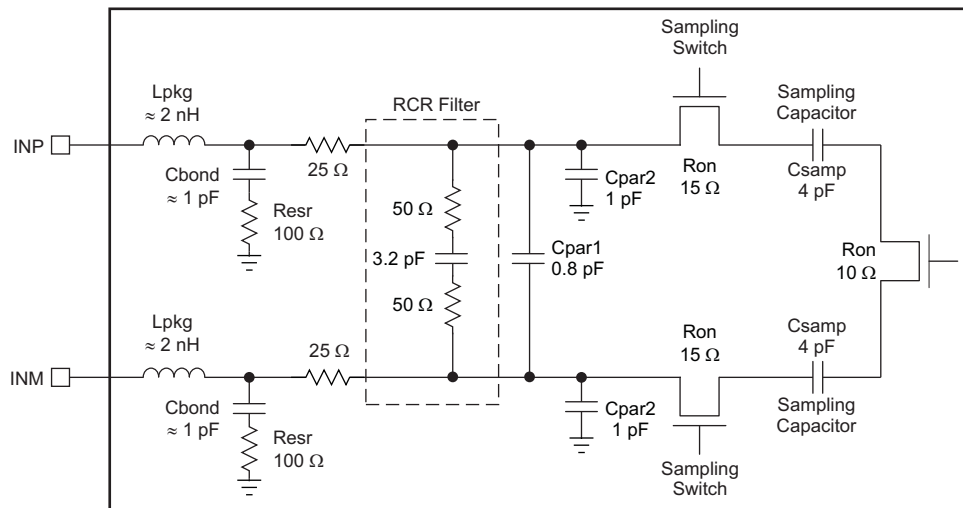 Sampling
Switch
Lpkg
≈ 2 nH
RCR Filter
Sampling
Capacitor
INP
25 Ω
Cbond
≈ 1 pF
Resr
100 Ω
50 Ω
3.2 pF
50 Ω
Cpar2
1 pF
Ron
15 Ω
Csamp
4 pF
Cpar1
0.8 pF
Ron
10 Ω
Lpkg
≈ 2 nH
25 Ω
Ron
15 Ω
Csamp
4 pF
INM
Cbond
≈ 1 pF
Resr
100 Ω
Cpar2
1 pF
Sampling
Capacitor
Sampling
Switch